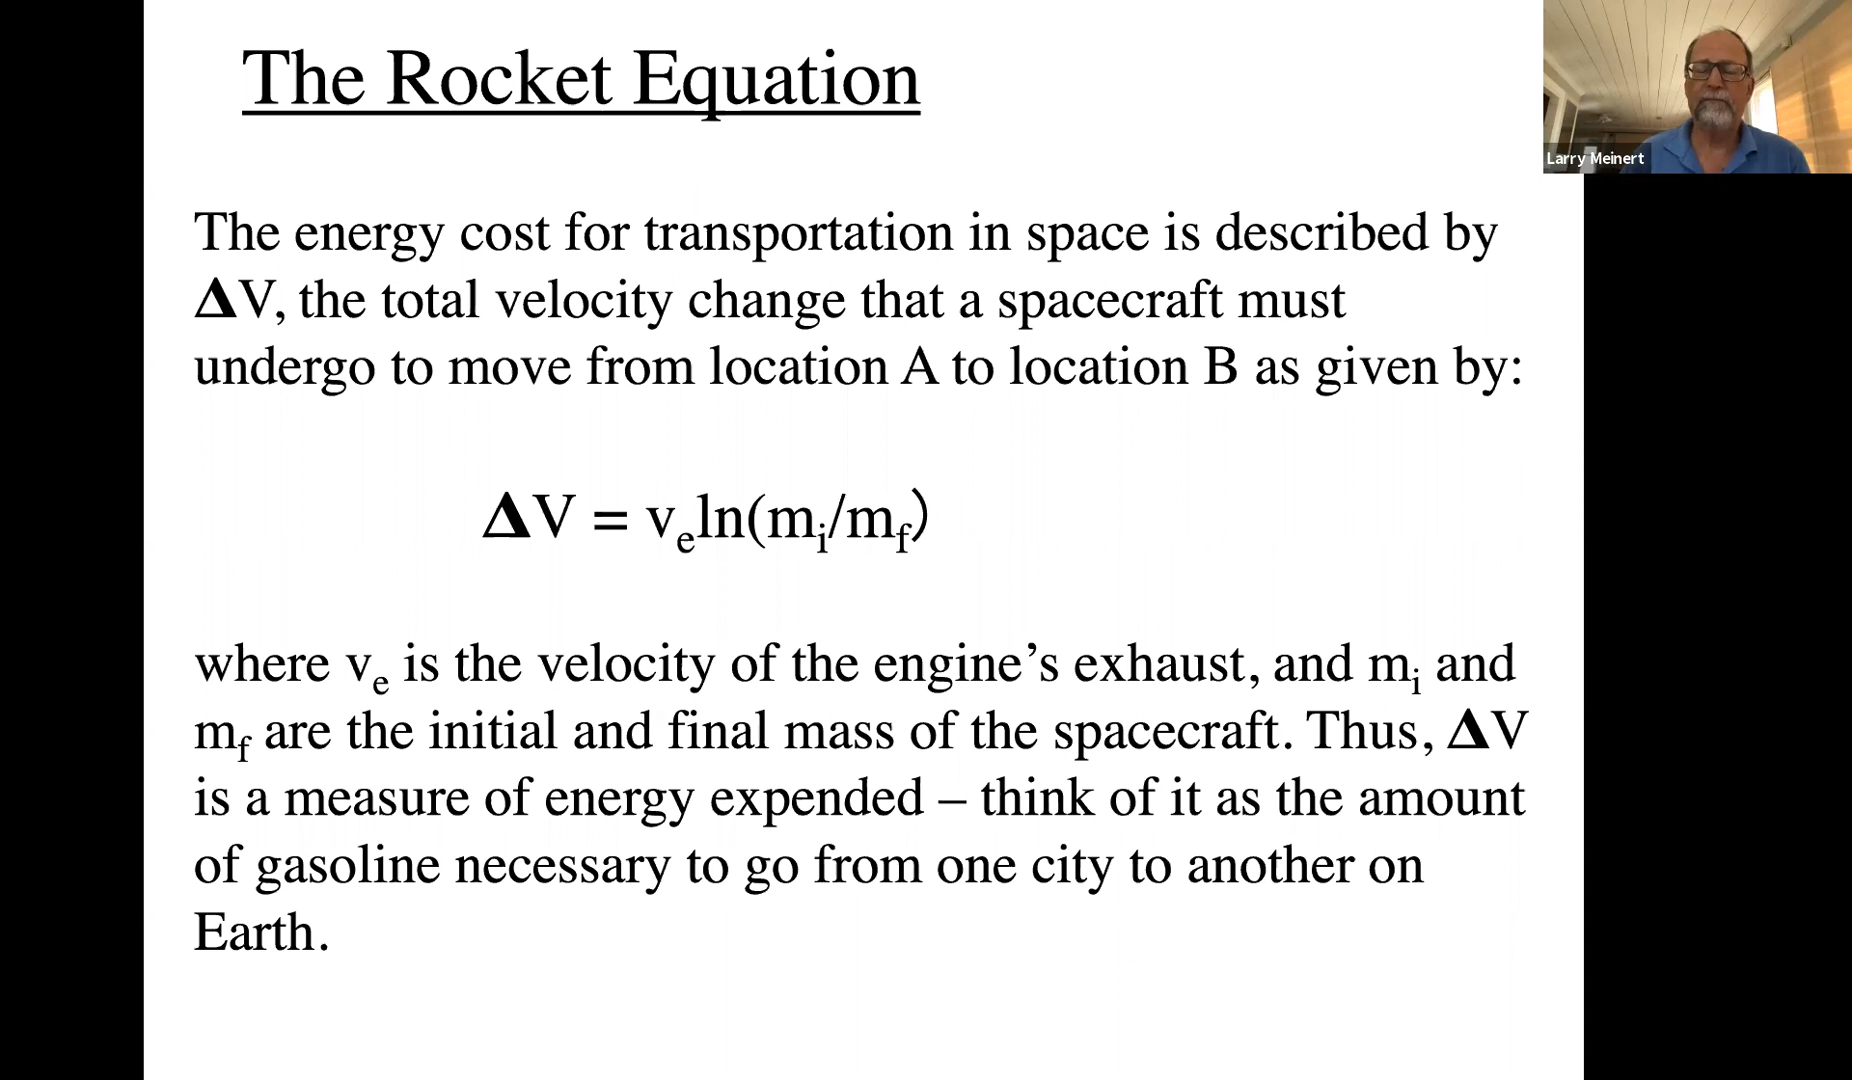 The Rocket Equation
Larry Meinert
The energy cost for transportation in space is described by
ΔV, the total velocity change that a spacecraft must
undergo to move from location A to location B as given by:
ΔV = vₑln(mᵢ/m_f)
where vₑ is the velocity of the engine’s exhaust, and mᵢ and
m_f are the initial and final mass of the spacecraft. Thus, ΔV
is a measure of energy expended – think of it as the amount
of gasoline necessary to go from one city to another on
Earth.